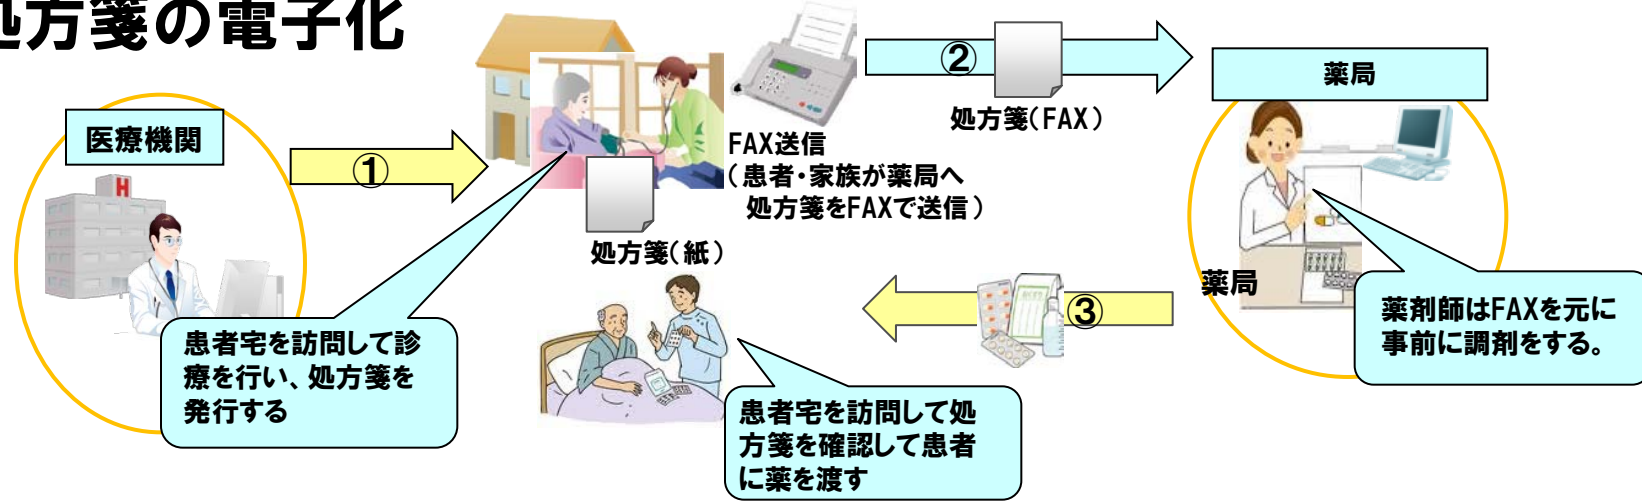 処方箋の電子化
医療機関
H
①
FAX送信
(患者・家族が薬局へ
処方箋をFAXで送信)
処方箋(紙)
②
処方箋(FAX)
薬局
薬局
③
患者宅を訪問して診
療を行い、処方箋を
発行する
患者宅を訪問して処
方箋を確認して患者
に薬を渡す
薬剤師はFAXを元に
事前に調剤をする。